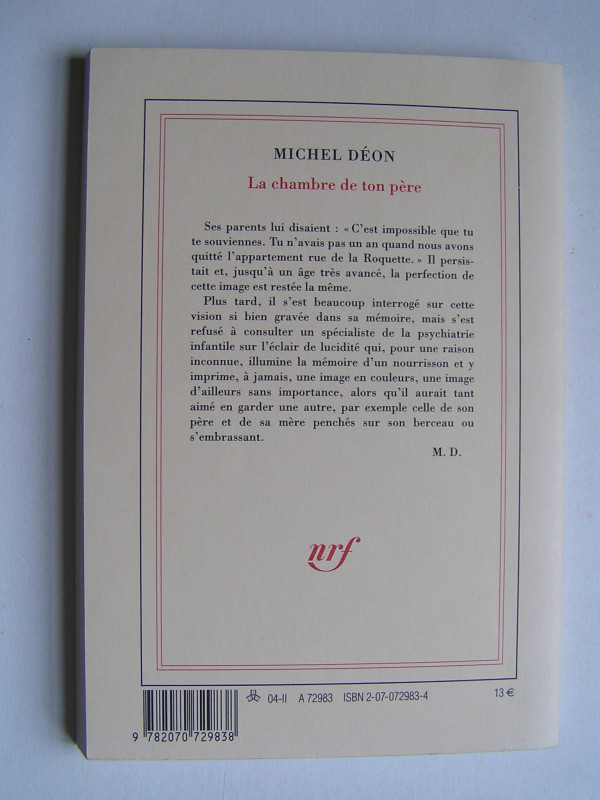 MICHEL DÉON
La chambre de ton père
Ses parents lui disaient : « C'est impossible que tu
te souviennes. Tu n'avais pas un an quand nous avons
quitté l'appartement rue de la Roquette. » Il persis-
tait et, jusqu'à un âge très avancé, la perfection de
cette image est restée la même.
Plus tard, il s'est beaucoup interrogé sur cette
vision si bien gravée dans sa mémoire, mais s'est
refusé à consulter un spécialiste de la psychiatrie
infantile sur l'éclair de lucidité qui, pour une raison
inconnue, illumine la mémoire d'un nourrisson et y
imprime, à jamais, une image en couleurs, une image
d'ailleurs sans importance, alors qu'il aurait tant
aimé en garder une autre, par exemple celle de son
père et de sa mère penchés sur son berceau ou
s'embrassant.
M. D.
nrf
04-II A 72983 ISBN 2-07-072983-4 13 €
9 782070 729838